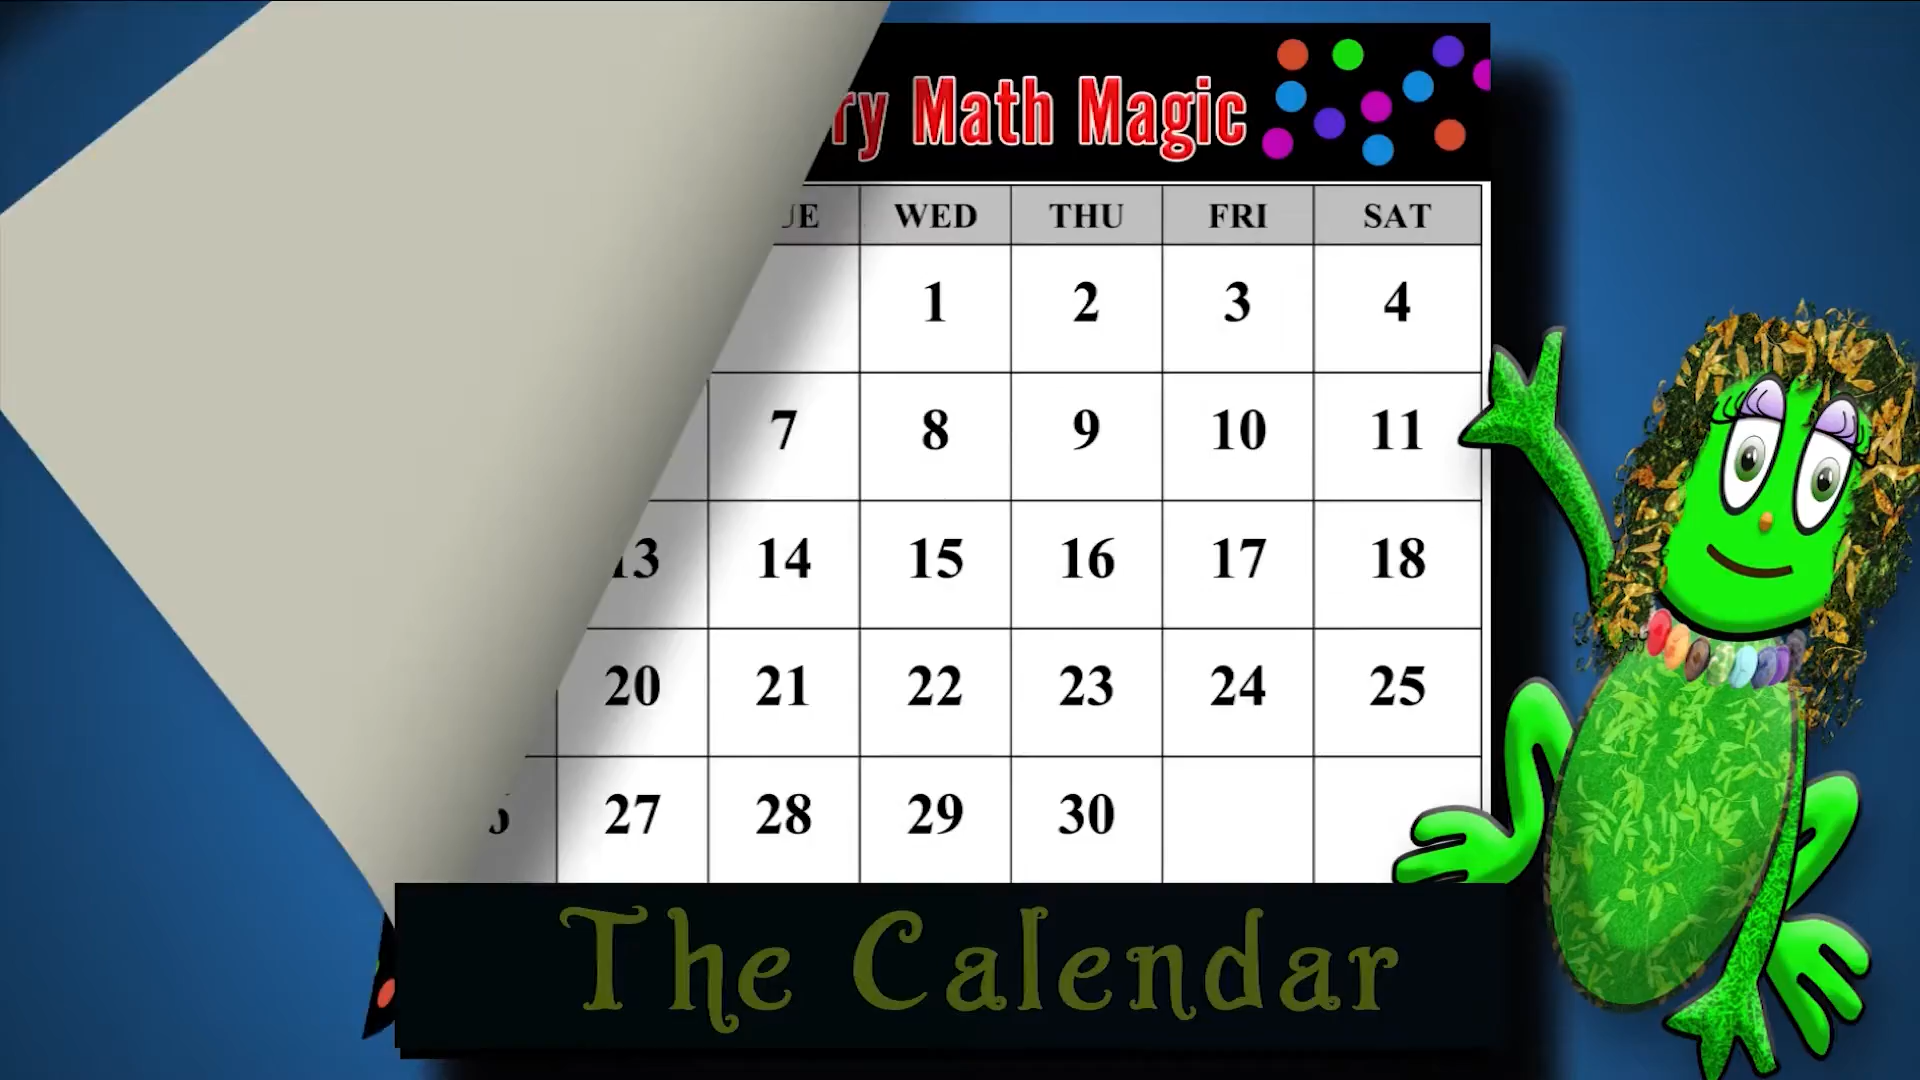 Math Magic
WED THU FRI SAT
1 2 3 4
7 8 9 10 11
13 14 15 16 17 18
20 21 22 23 24 25
27 28 29 30
The Calendar